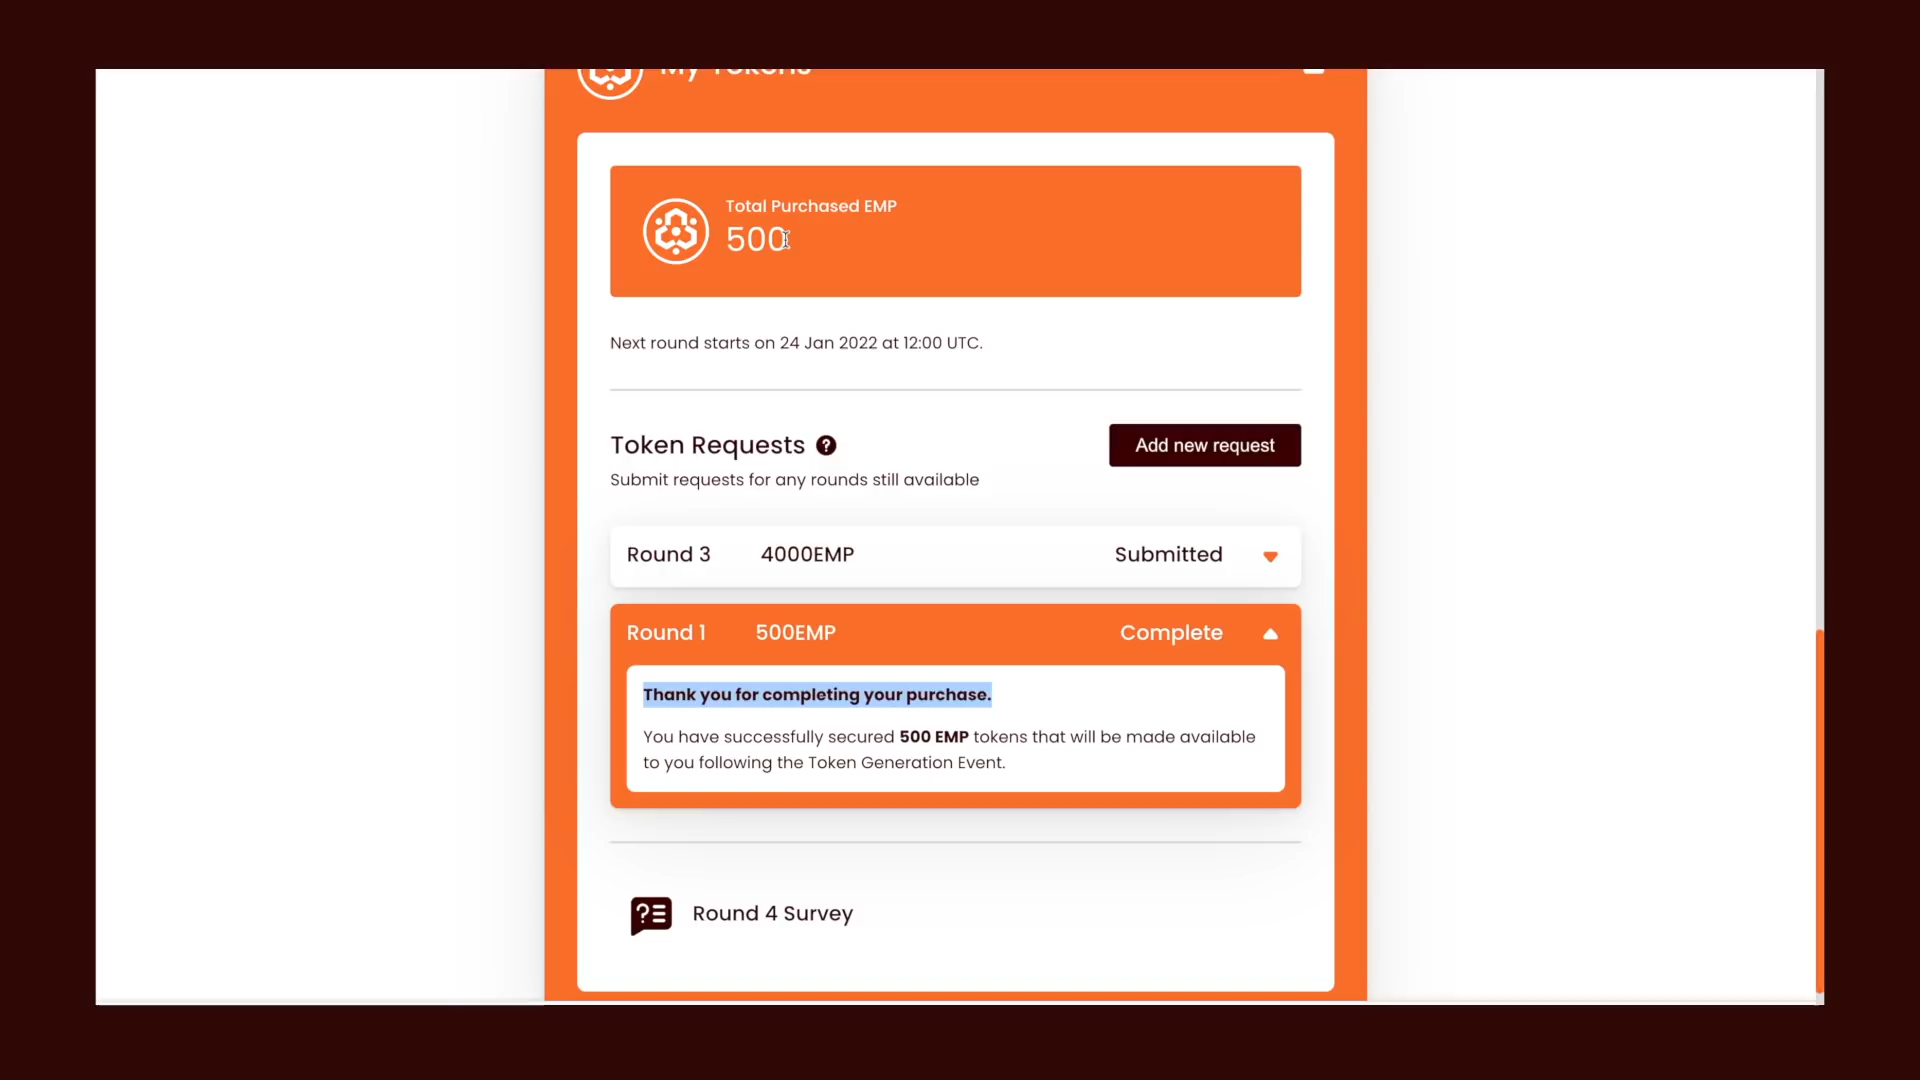 My Tokens
Total Purchased EMP
500
Next round starts on 24 Jan 2022 at 12:00 UTC.
Token Requests ?
Add new request
Submit requests for any rounds still available
Round 3 4000EMP Submitted
Round 1 500EMP Complete
Thank you for completing your purchase.
You have successfully secured 500 EMP tokens that will be made available
to you following the Token Generation Event.
Round 4 Survey